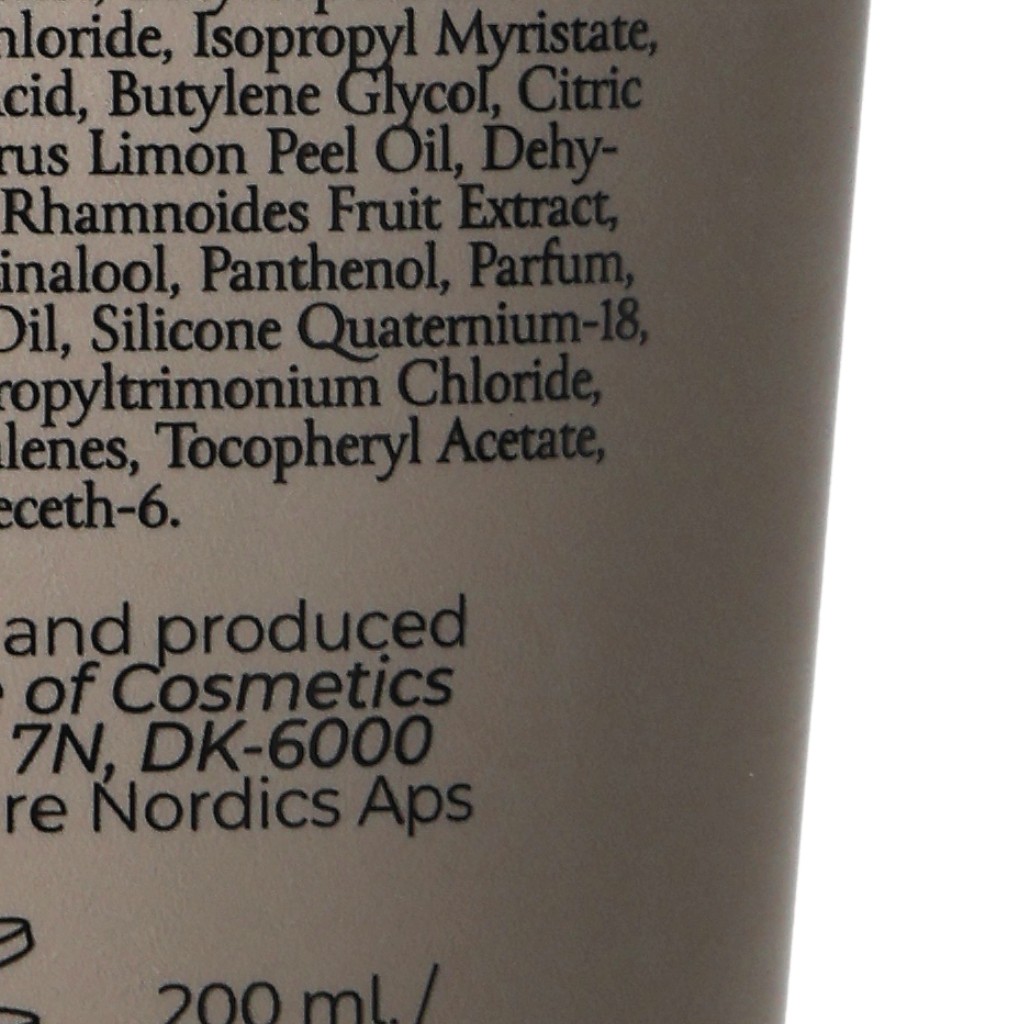 hloride, Isopropyl Myristate,
cid, Butylene Glycol, Citric
rus Limon Peel Oil, Dehy-
Rhamnoides Fruit Extract,
inalool, Panthenol, Parfum,
Oil, Silicone Quaternium-18,
ropyltrimonium Chloride,
lenes, Tocopheryl Acetate,
eceth-6.
and produced
of Cosmetics
7N, DK-6000
re Nordics Aps
200 ml./